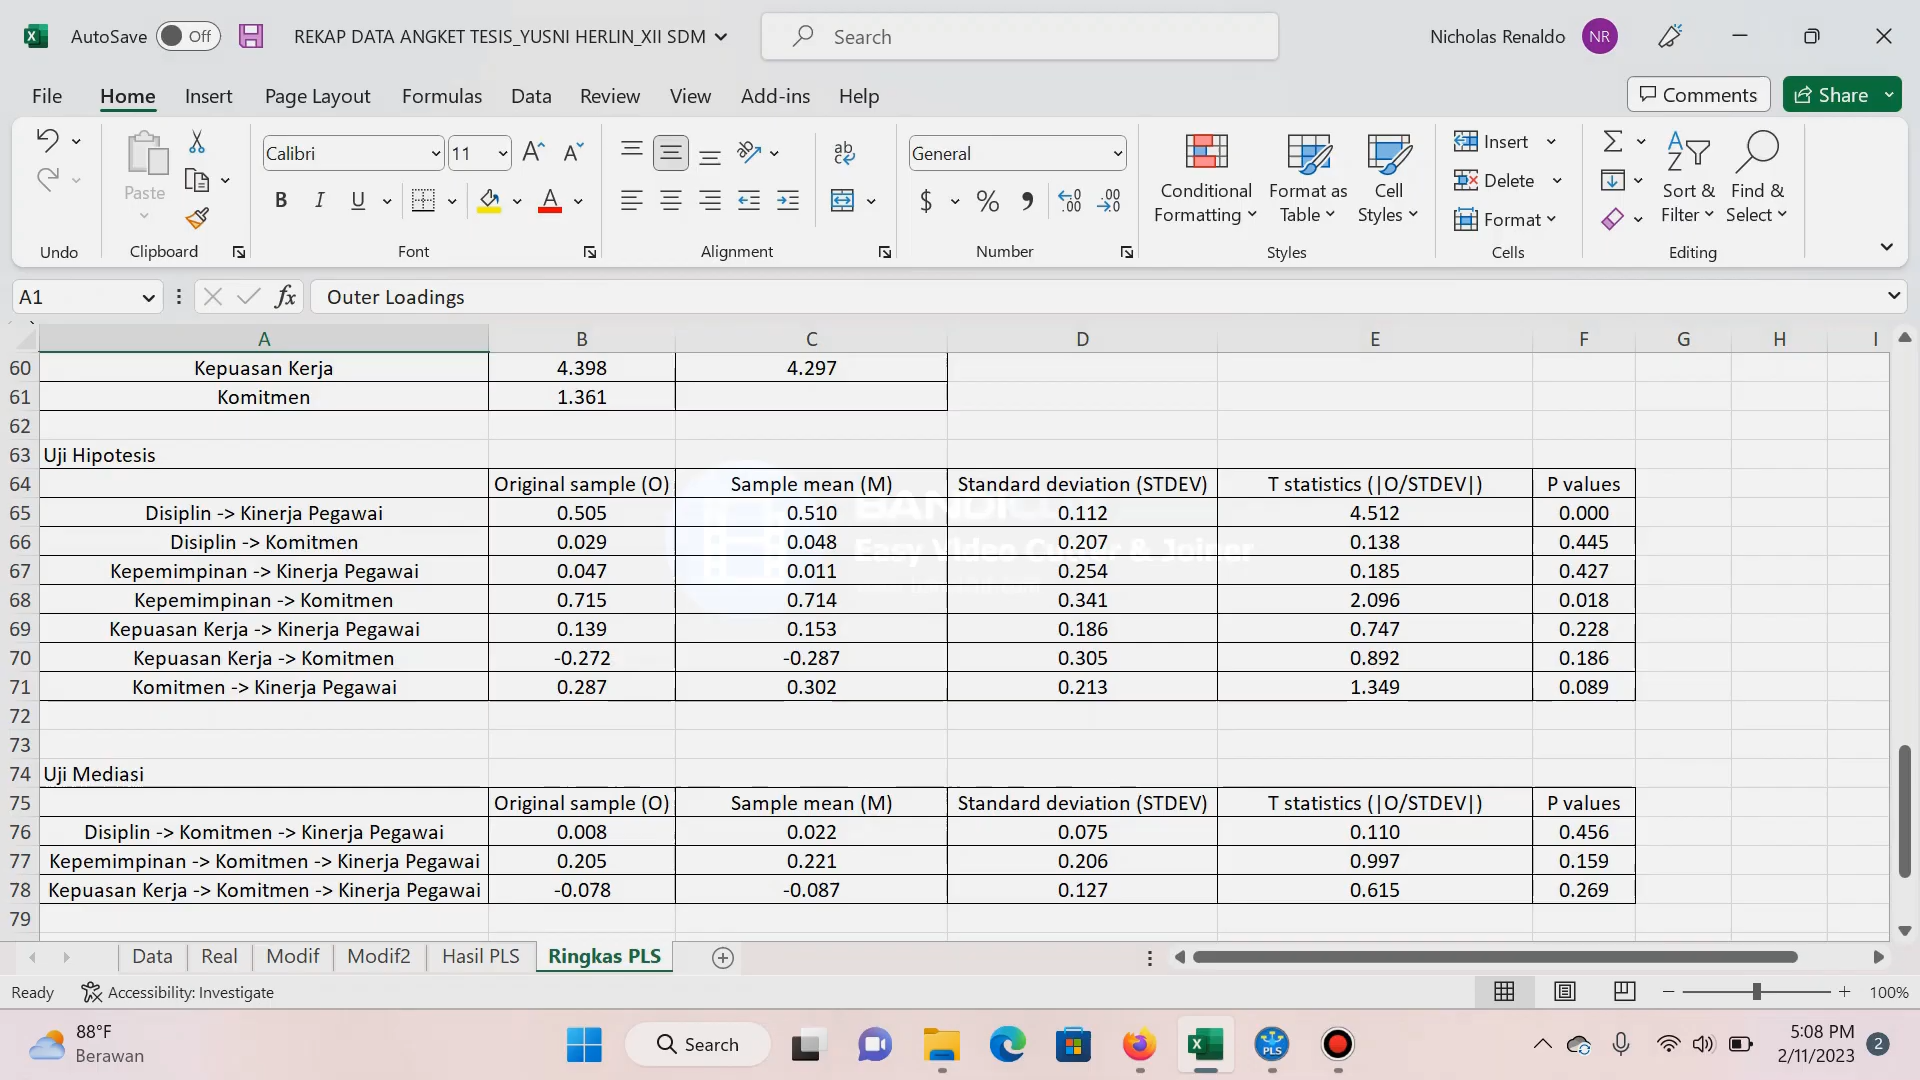 AutoSave Off REKAP DATA ANGKET TESIS_YUSNI HERLIN_XII SDM Search Nicholas Renaldo NR
File Home Insert Page Layout Formulas Data Review View Add-ins Help Comments Share
Paste Calibri 11 General Conditional Formatting Format as Table Cell Styles Insert Delete Format Sort & Filter Find & Select
Undo Clipboard Font Alignment Number Styles Cells Editing
A1 fx Outer Loadings
A B C D E F G H I
60 Kepuasan Kerja 4.398 4.297
61 Komitmen 1.361
62
63 Uji Hipotesis
64 Original sample (O) Sample mean (M) Standard deviation (STDEV) T statistics (|O/STDEV|) P values
65 Disiplin -> Kinerja Pegawai 0.505 0.510 0.112 4.512 0.000
66 Disiplin -> Komitmen 0.029 0.048 0.207 0.138 0.445
67 Kepemimpinan -> Kinerja Pegawai 0.047 0.011 0.254 0.185 0.427
68 Kepemimpinan -> Komitmen 0.715 0.714 0.341 2.096 0.018
69 Kepuasan Kerja -> Kinerja Pegawai 0.139 0.153 0.186 0.747 0.228
70 Kepuasan Kerja -> Komitmen -0.272 -0.287 0.305 0.892 0.186
71 Komitmen -> Kinerja Pegawai 0.287 0.302 0.213 1.349 0.089
72
73
74 Uji Mediasi
75 Original sample (O) Sample mean (M) Standard deviation (STDEV) T statistics (|O/STDEV|) P values
76 Disiplin -> Komitmen -> Kinerja Pegawai 0.008 0.022 0.075 0.110 0.456
77 Kepemimpinan -> Komitmen -> Kinerja Pegawai 0.205 0.221 0.206 0.997 0.159
78 Kepuasan Kerja -> Komitmen -> Kinerja Pegawai -0.078 -0.087 0.127 0.615 0.269
79
Easy Video Cutter & Joiner
Data Real Modif Modif2 Hasil PLS Ringkas PLS
Ready Accessibility: Investigate 100%
88°F
Berawan
Search
PLS
5:08 PM
2/11/2023
2